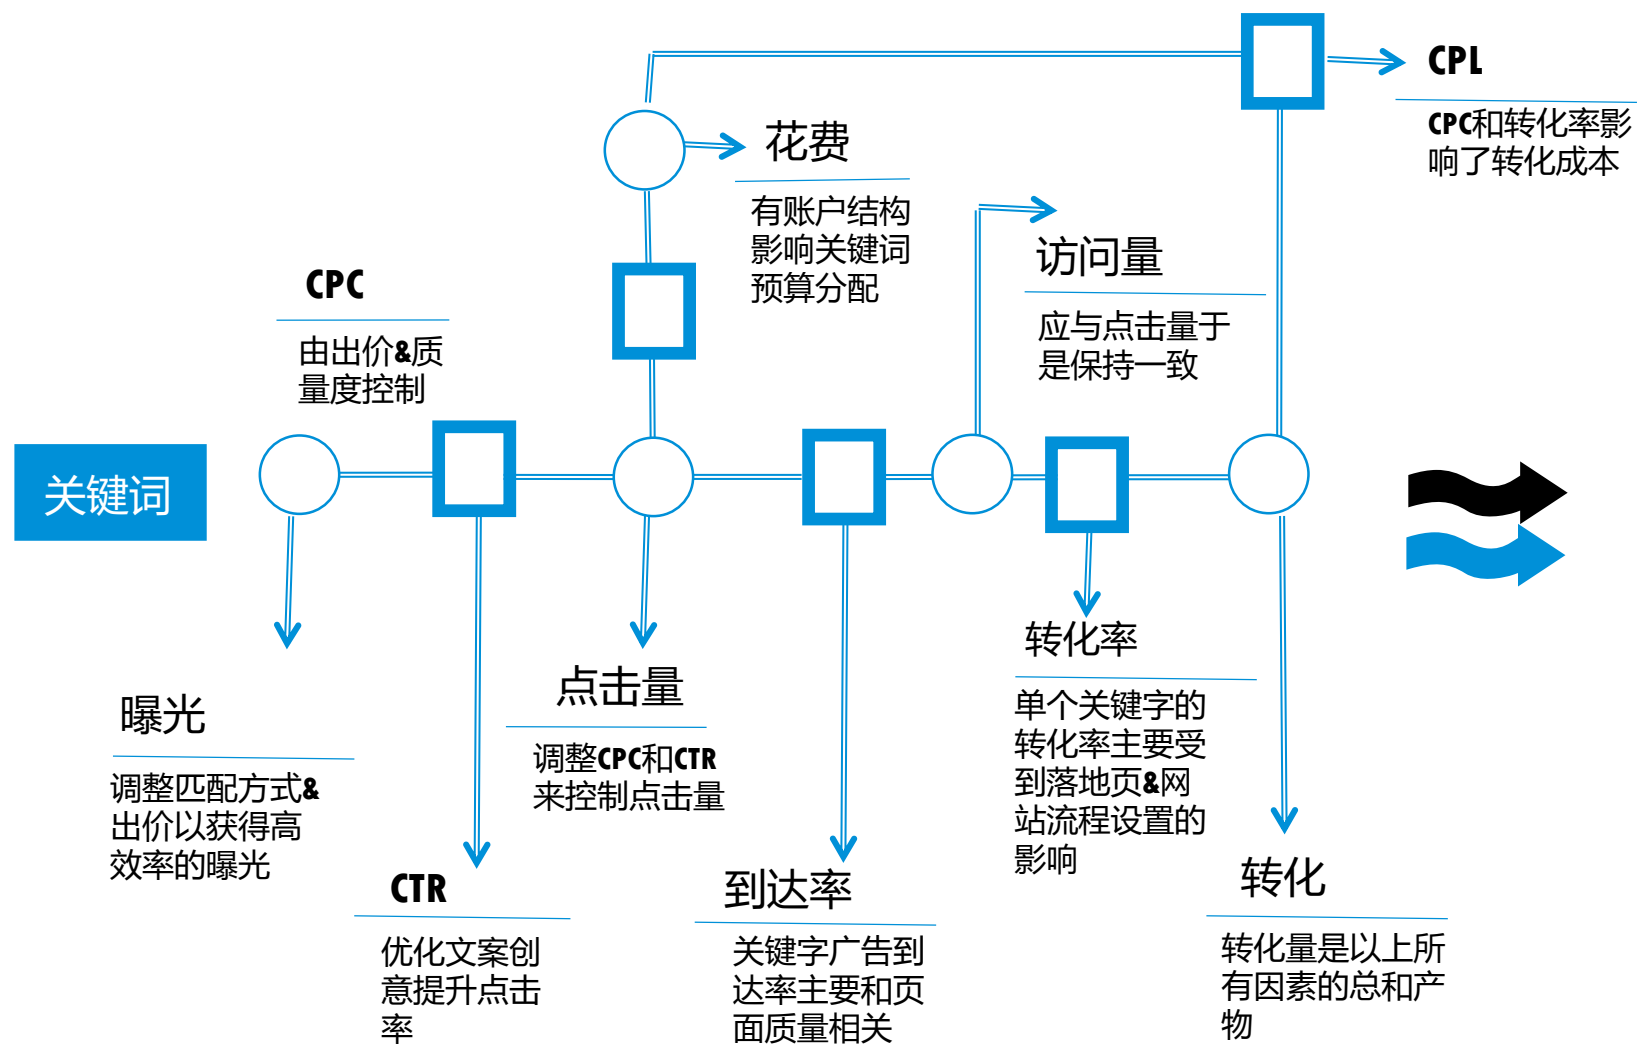 CPL
CPC和转化率影
响了转化成本
花费
有账户结构
影响关键词
预算分配
访问量
应与点击量于
是保持一致
CPC
由出价&质
量度控制
关键词
曝光
调整匹配方式&
出价以获得高
效率的曝光
CTR
优化文案创
意提升点击
率
点击量
调整CPC和CTR
来控制点击量
到达率
关键字广告到
达率主要和页
面质量相关
转化率
单个关键字的
转化率主要受
到落地页&网
站流程设置的
影响
转化
转化量是以上所
有因素的总和产
物